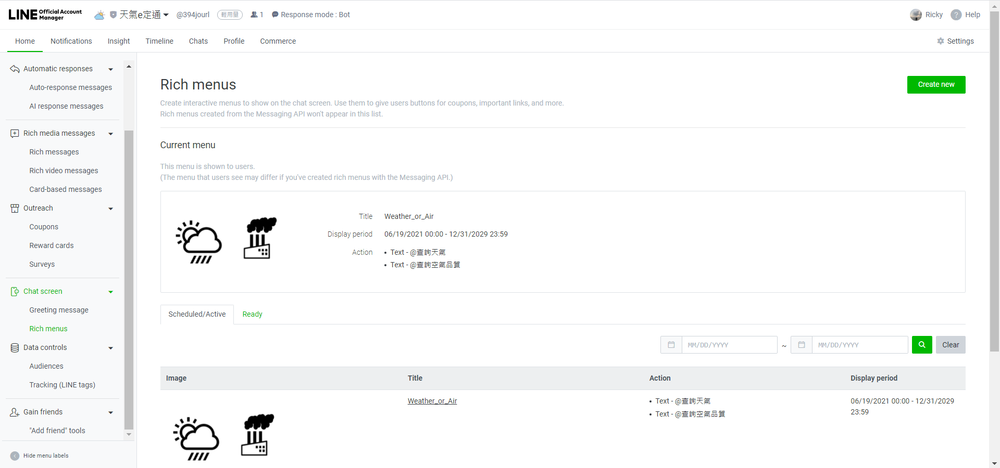 LINE Official Account Manager
天氣e定通
@394jourl
輕用量
1
Response mode : Bot
Ricky
? Help
Home
Notifications
Insight
Timeline
Chats
Profile
Commerce
Settings
Automatic responses
Auto-response messages
AI response messages
Rich media messages
Rich messages
Rich video messages
Card-based messages
Outreach
Coupons
Reward cards
Surveys
Chat screen
Greeting message
Rich menus
Data controls
Audiences
Tracking (LINE tags)
Gain friends
"Add friend" tools
Hide menu labels
Rich menus
Create new
Create interactive menus to show on the chat screen. Use them to give users buttons for coupons, important links, and more.
Rich menus created from the Messaging API won't appear in this list.
Current menu
This menu is shown to users.
(The menu that users see may differ if you've created rich menus with the Messaging API.)
Title Weather_or_Air
Display period 06/19/2021 00:00 - 12/31/2029 23:59
Action • Text - @查詢天氣
• Text - @查詢空氣品質
Scheduled/Active
Ready
MM/DD/YYYY ~ MM/DD/YYYY
Clear
Image Title Action Display period
Weather_or_Air
• Text - @查詢天氣
• Text - @查詢空氣品質
06/19/2021 00:00 - 12/31/2029
23:59